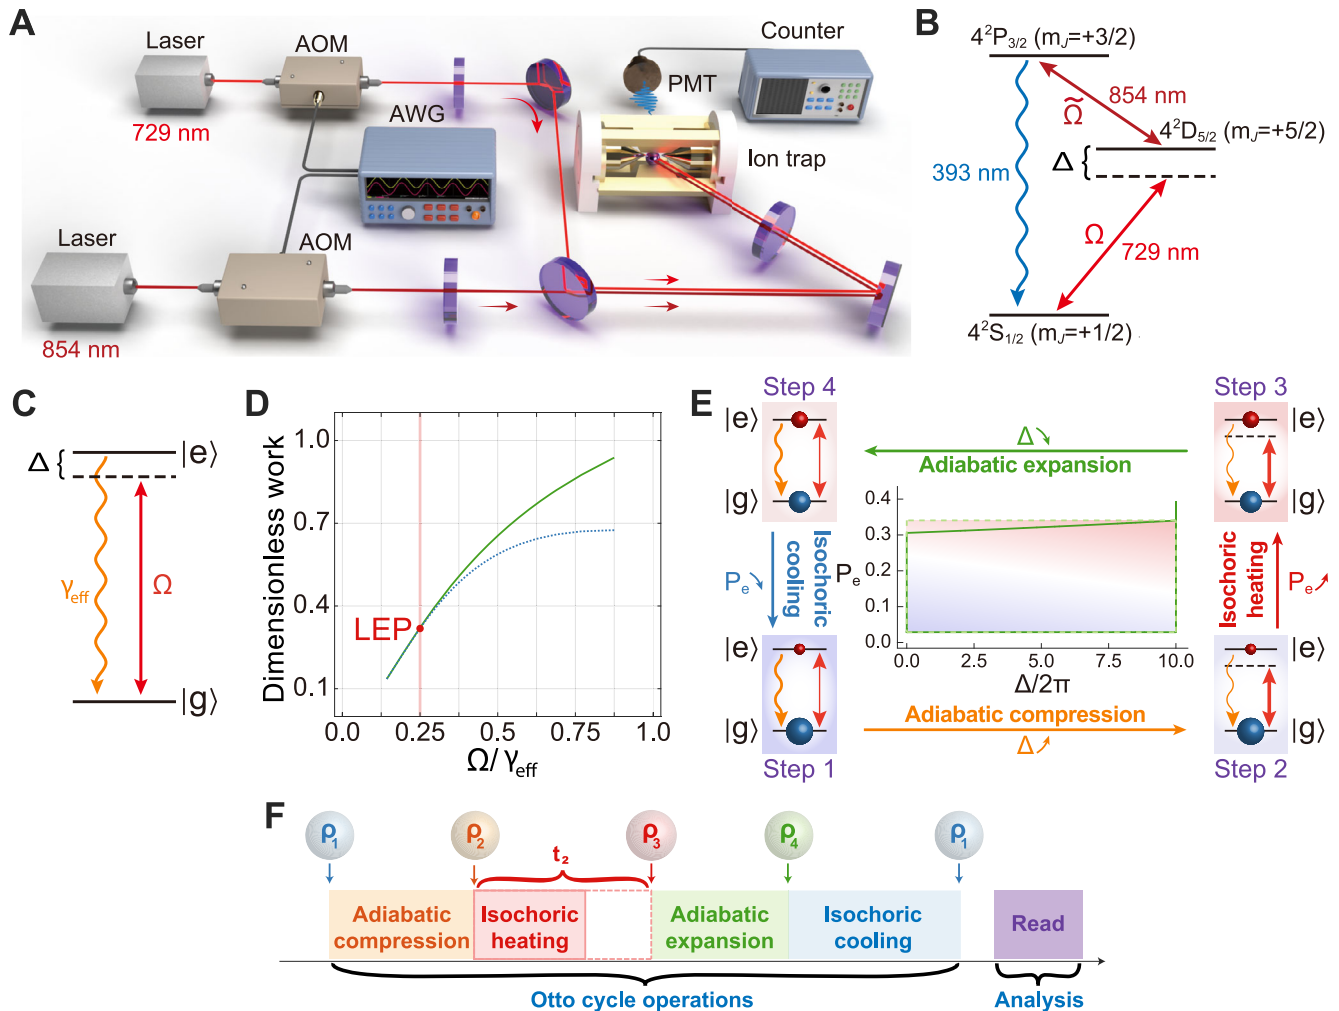 A
Laser
AOM
729 nm
AWG
PMT
Counter
Ion trap
Laser
AOM
854 nm
B
4²P₃/₂ (m_J=+3/2)
854 nm
Ω̃
4²D₅/₂ (m_J=+5/2)
Δ
393 nm
Ω
729 nm
4²S₁/₂ (m_J=+1/2)
C
Δ
|e⟩
γeff
Ω
|g⟩
D
Dimensionless work
1.0
0.7
0.4
0.1
LEP
0.0
0.25
0.5
0.75
1.0
Ω/ γeff
E
Step 4
|e⟩
|g⟩
Δ
Adiabatic expansion
Step 3
|e⟩
|g⟩
Pₑ
Isochoric
cooling
Pₑ
0.4
0.3
0.2
0.1
0.0
0.0
2.5
5.0
7.5
10.0
Δ/2π
Isochoric
heating
Pₑ
|e⟩
|g⟩
Step 1
Adiabatic compression
Δ
|e⟩
|g⟩
Step 2
F
ρ₁
ρ₂
ρ₃
ρ₄
ρ₁
t₂
Adiabatic
compression
Isochoric
heating
Adiabatic
expansion
Isochoric
cooling
Read
Otto cycle operations
Analysis